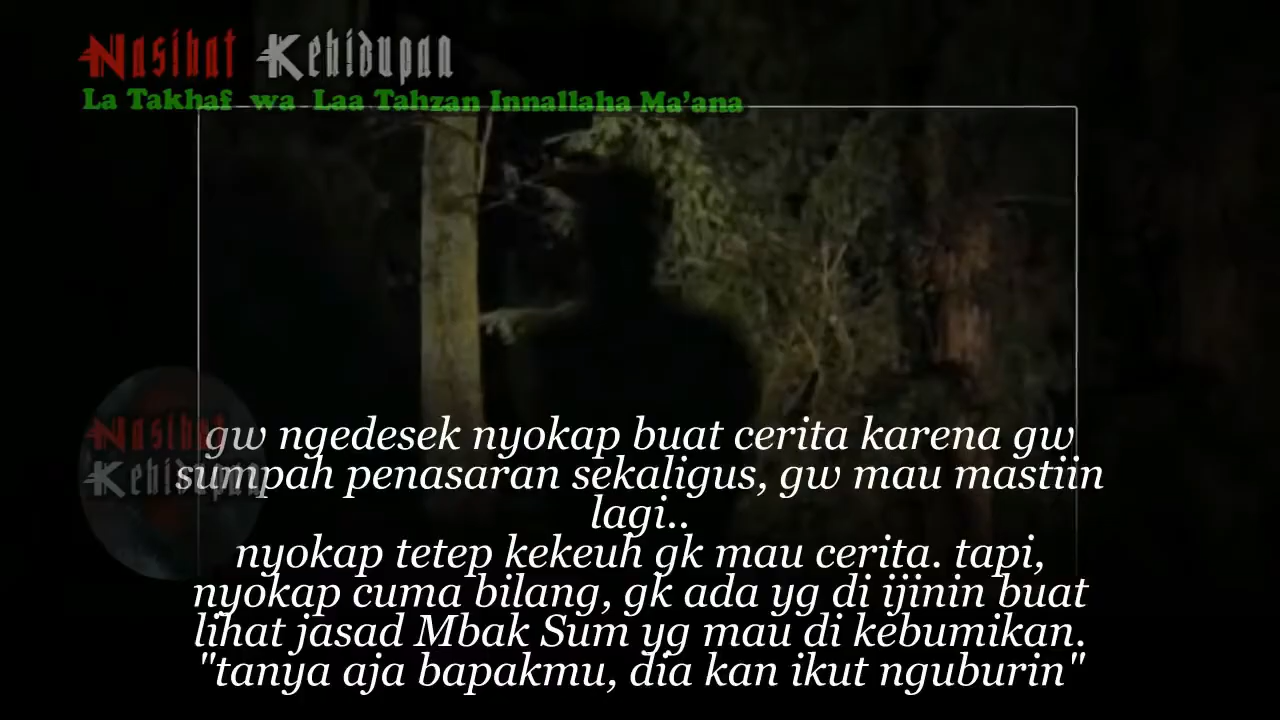 Nasihat Kehidupan
La Takhaf wa Laa Tahzan Innallaha Ma'ana
Nasihat
Kehidupan
gw ngedesek nyokap buat cerita karena gw
sumpah penasaran sekaligus, gw mau mastiin
lagi..
nyokap tetep kekeuh gk mau cerita. tapi,
nyokap cuma bilang, gk ada yg di ijinin buat
lihat jasad Mbak Sum yg mau di kebumikan.
"tanya aja bapakmu, dia kan ikut nguburin"